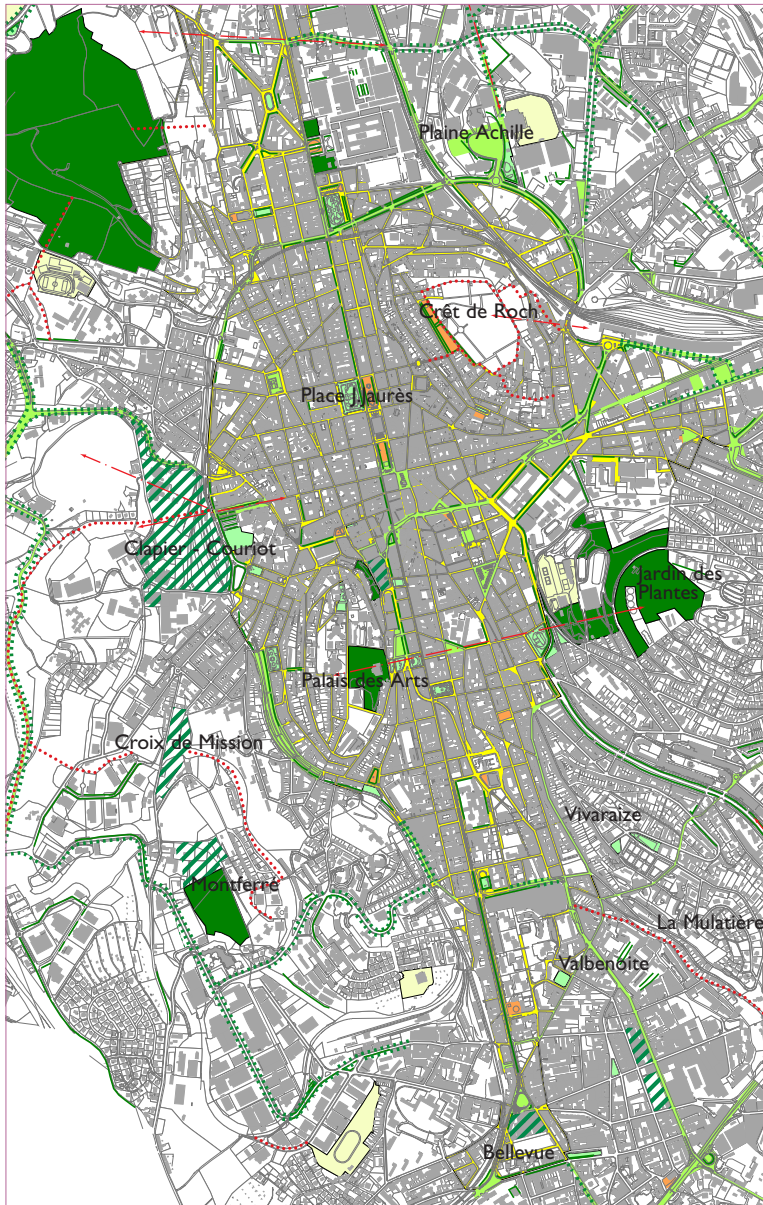 Plaine Achille
Crêt de Roch
Place J.Jaurès
Clapier - Couriot
Jardin des
Plantes
Palais des Arts
Croix de Mission
Vivaraize
Montferré
La Mulatière
Valbenoîte
Bellevue